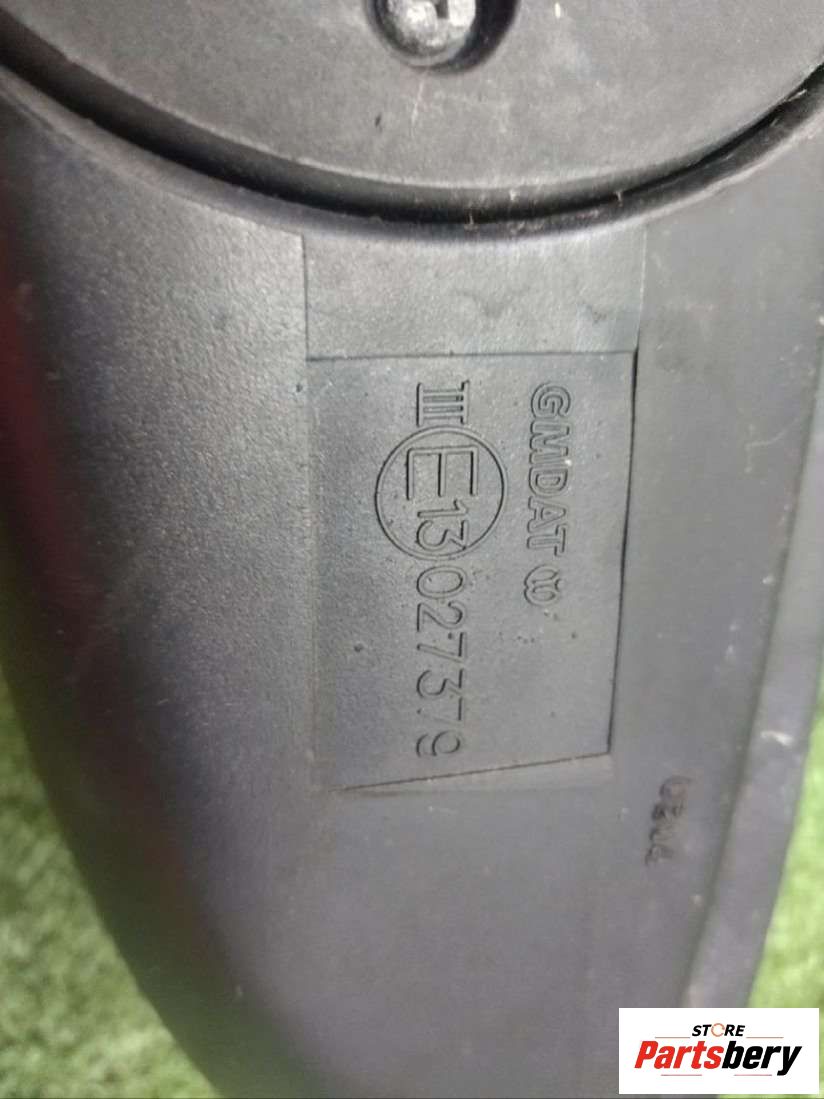 GMDAT
III E13 027379
STORE
Partsbery